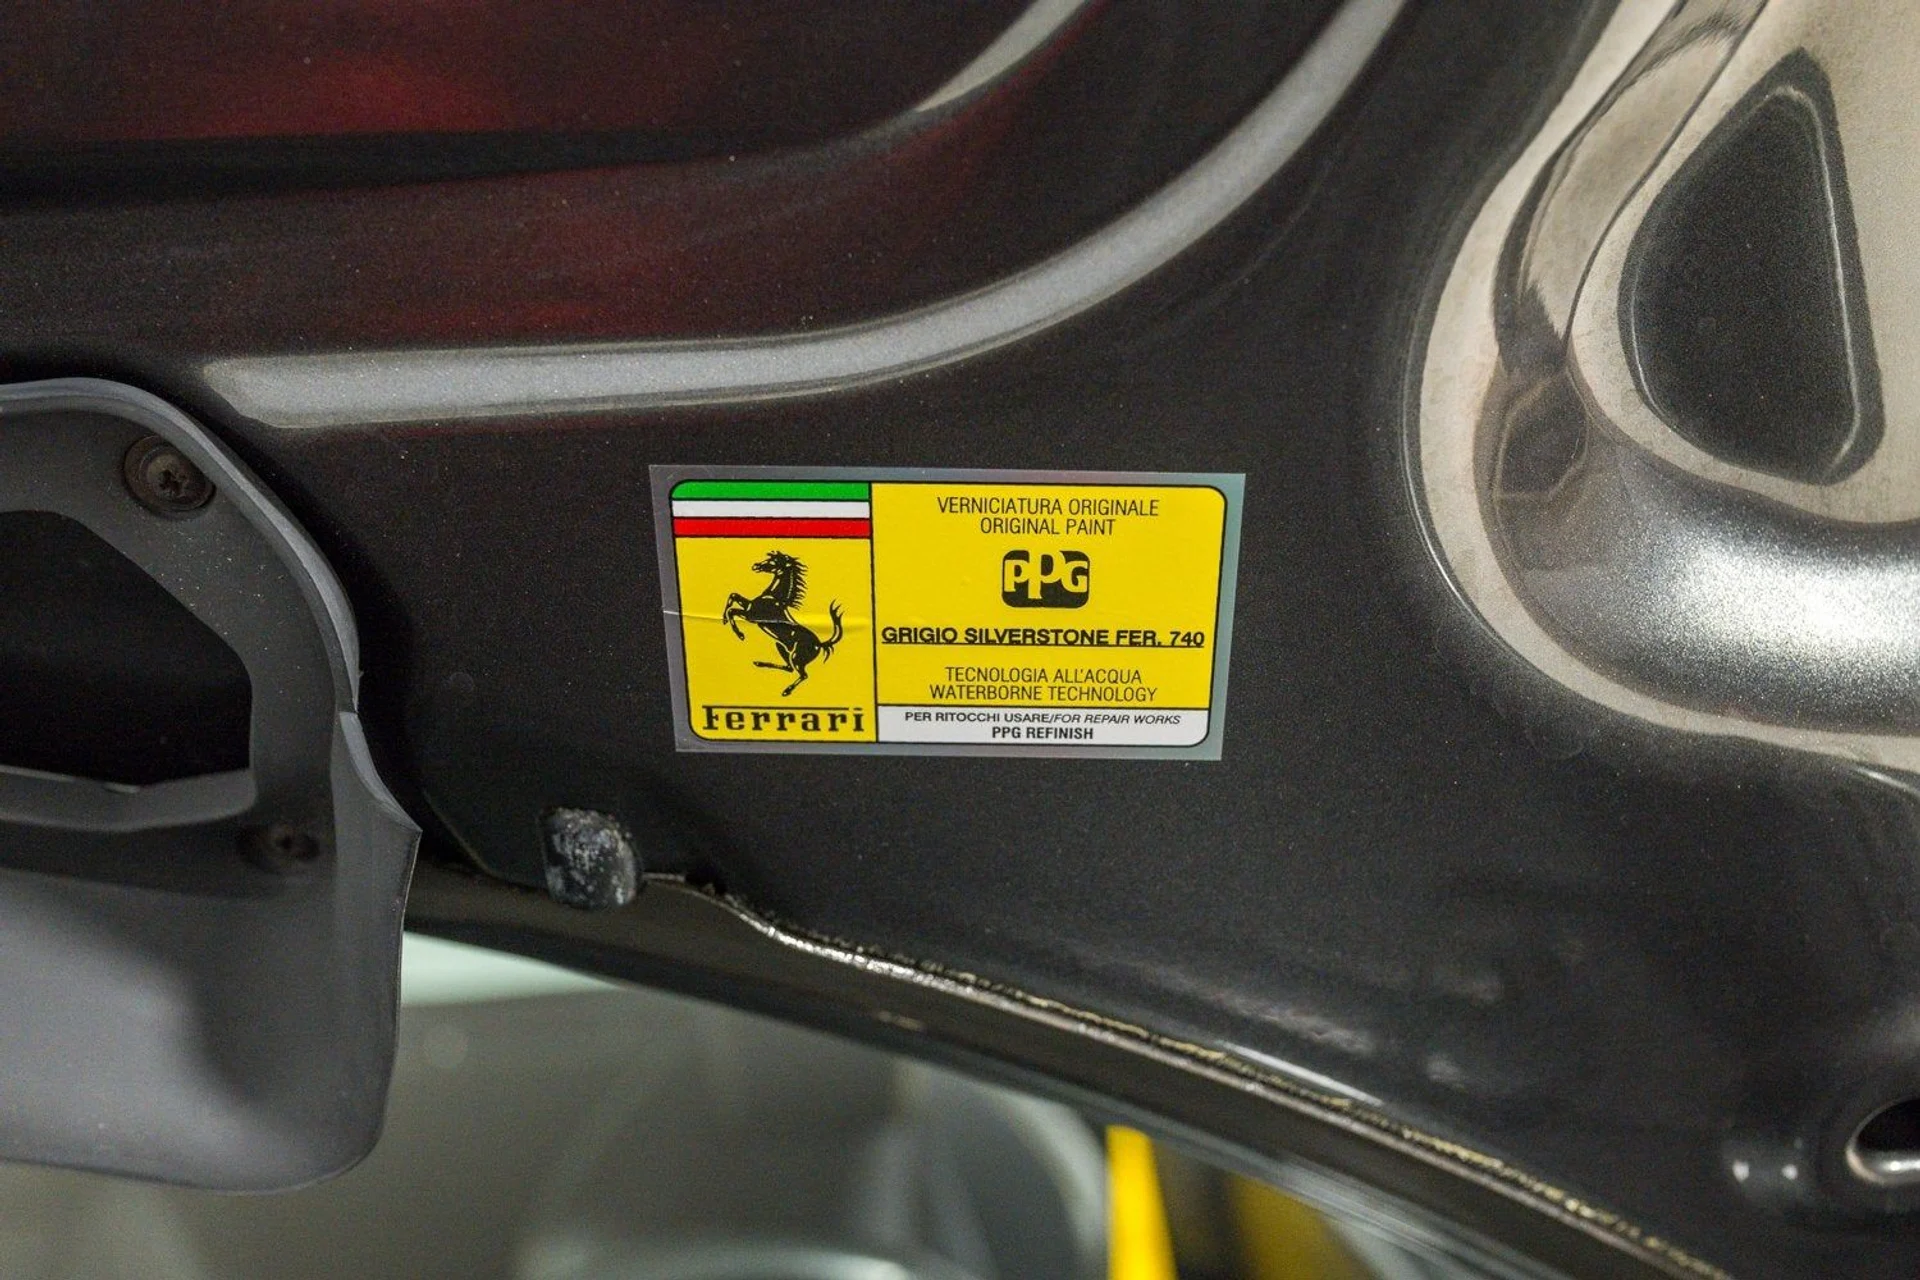 VERNICIATURA ORIGINALE
ORIGINAL PAINT
PPG
GRIGIO SILVERSTONE FER. 740
TECNOLOGIA ALL'ACQUA
WATERBORNE TECHNOLOGY
PER RITOCCHI USARE/FOR REPAIR WORKS
PPG REFINISH
Ferrari